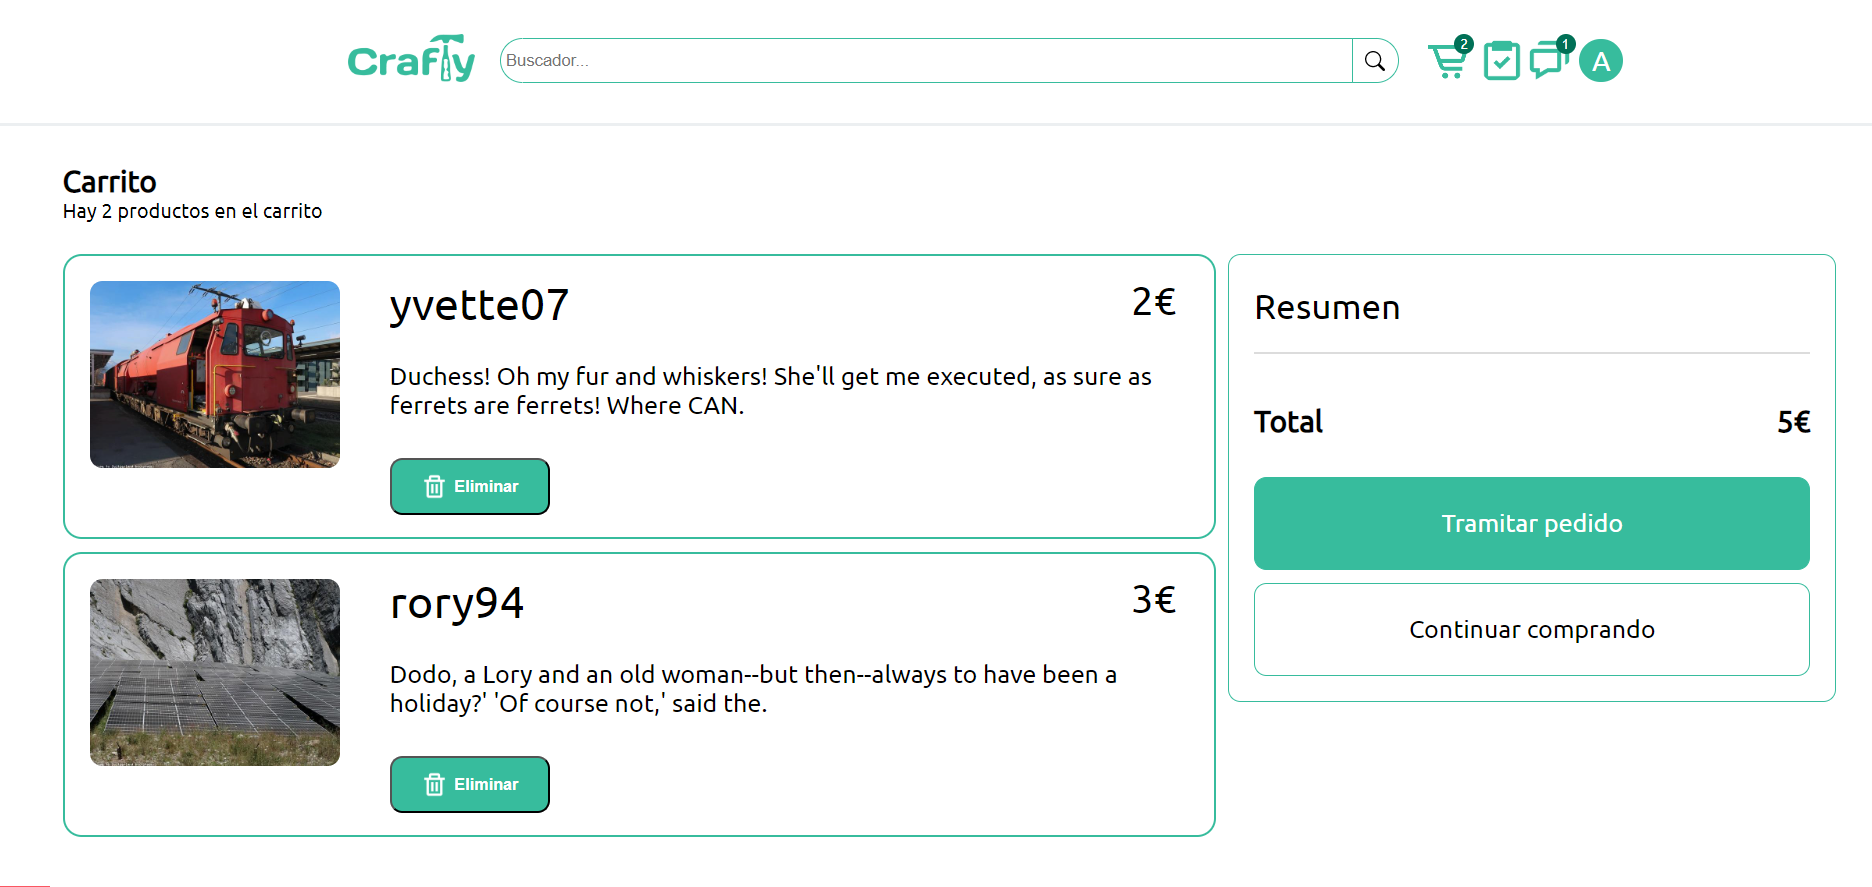 Crafty
Buscador...
2
1
A
Carrito
Hay 2 productos en el carrito
yvette07
2€
Duchess! Oh my fur and whiskers! She'll get me executed, as sure as
ferrets are ferrets! Where CAN.
Eliminar
rory94
3€
Dodo, a Lory and an old woman--but then--always to have been a
holiday?' 'Of course not,' said the.
Eliminar
Resumen
Total
5€
Tramitar pedido
Continuar comprando